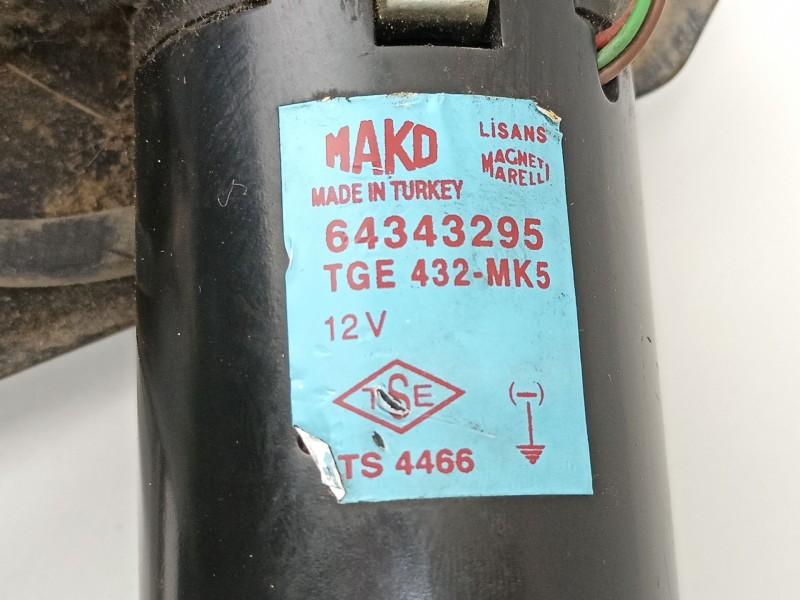 MAKO
LİSANS
MAGNETI
MARELLI
MADE IN TURKEY
64343295
TGE 432-MK5
12 V
TSE
(-)
TS 4466